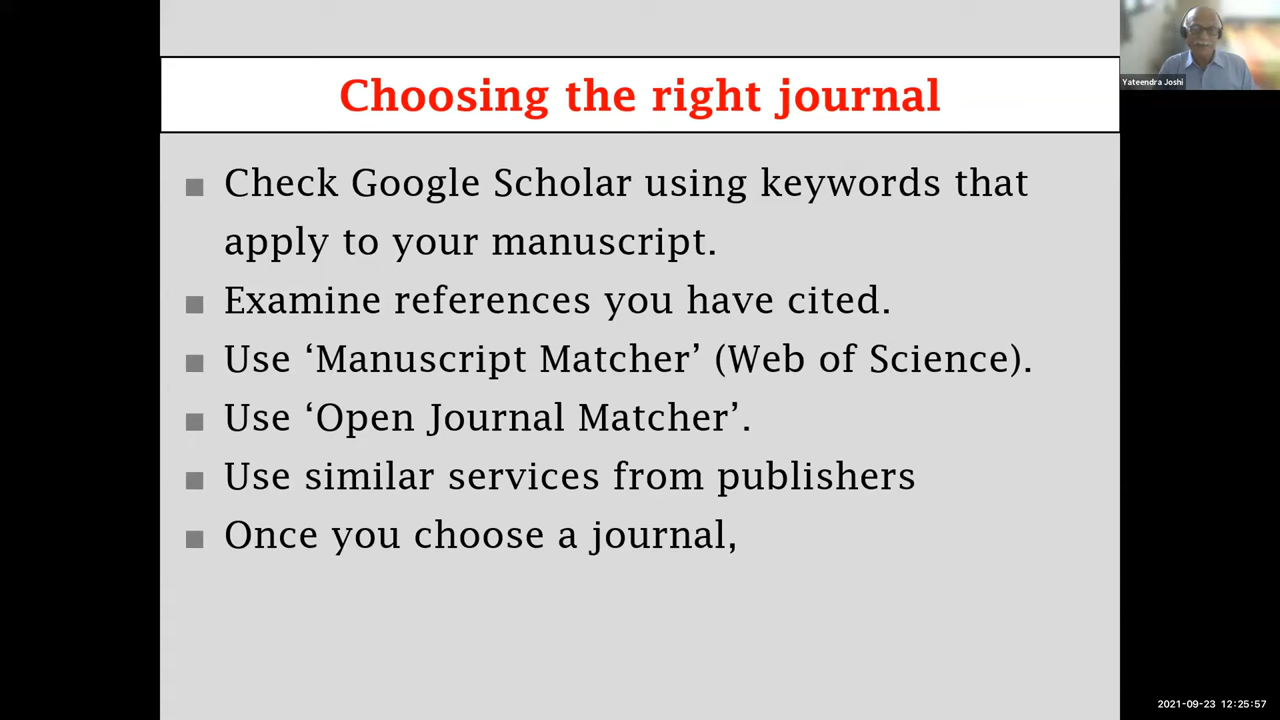 Choosing the right journal
Yateendra Joshi
■ Check Google Scholar using keywords that
apply to your manuscript.
■ Examine references you have cited.
■ Use ‘Manuscript Matcher’ (Web of Science).
■ Use ‘Open Journal Matcher’.
■ Use similar services from publishers
■ Once you choose a journal,
2021-09-23 12:25:57